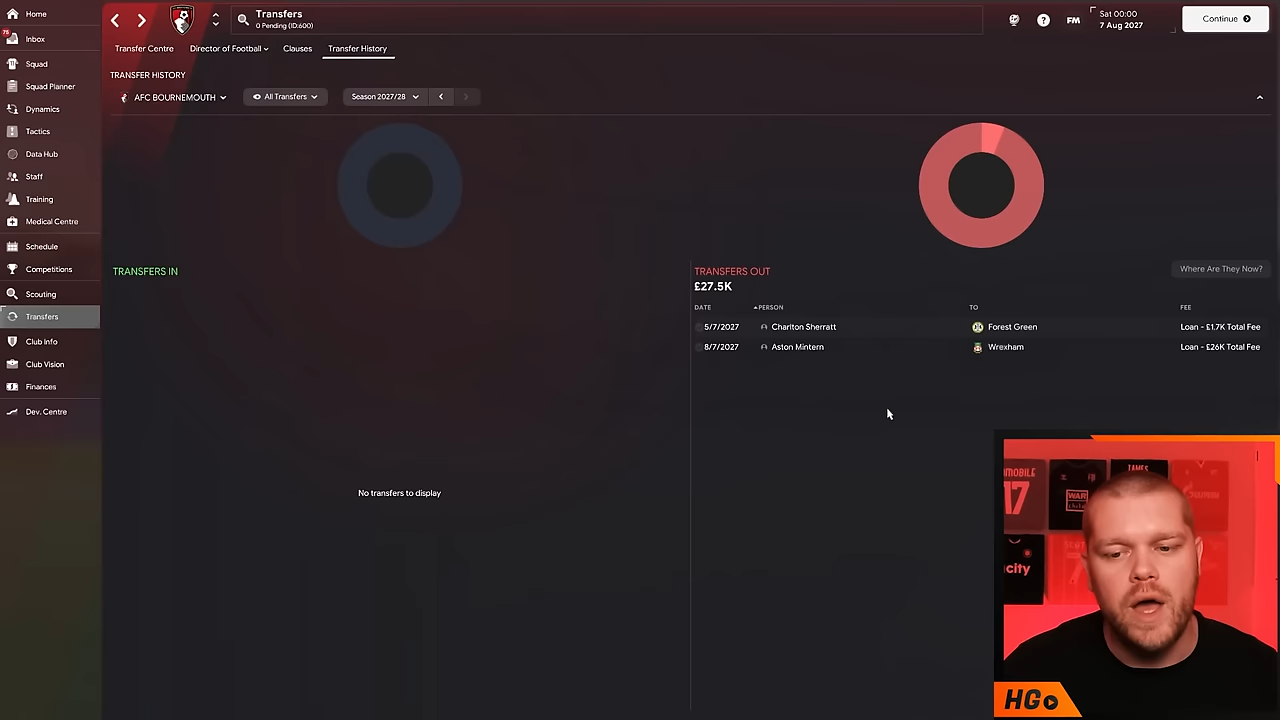 Home
75
Inbox
Squad
Squad Planner
Dynamics
Tactics
Data Hub
Staff
Training
Medical Centre
Schedule
Competitions
Scouting
Transfers
Club Info
Club Vision
Finances
Dev. Centre
Transfers
0 Pending (ID:600)
?
FM
Sat 00:00
7 Aug 2027
Continue
Transfer Centre
Director of Football
Clauses
Transfer History
TRANSFER HISTORY
AFC BOURNEMOUTH
All Transfers
Season 2027/28
TRANSFERS IN
No transfers to display
TRANSFERS OUT
£27.5K
Where Are They Now?
DATE PERSON TO FEE
5/7/2027 Charlton Sherratt Forest Green Loan - £1.7K Total Fee
8/7/2027 Aston Mintern Wrexham Loan - £26K Total Fee
17
WAR
city
HGo